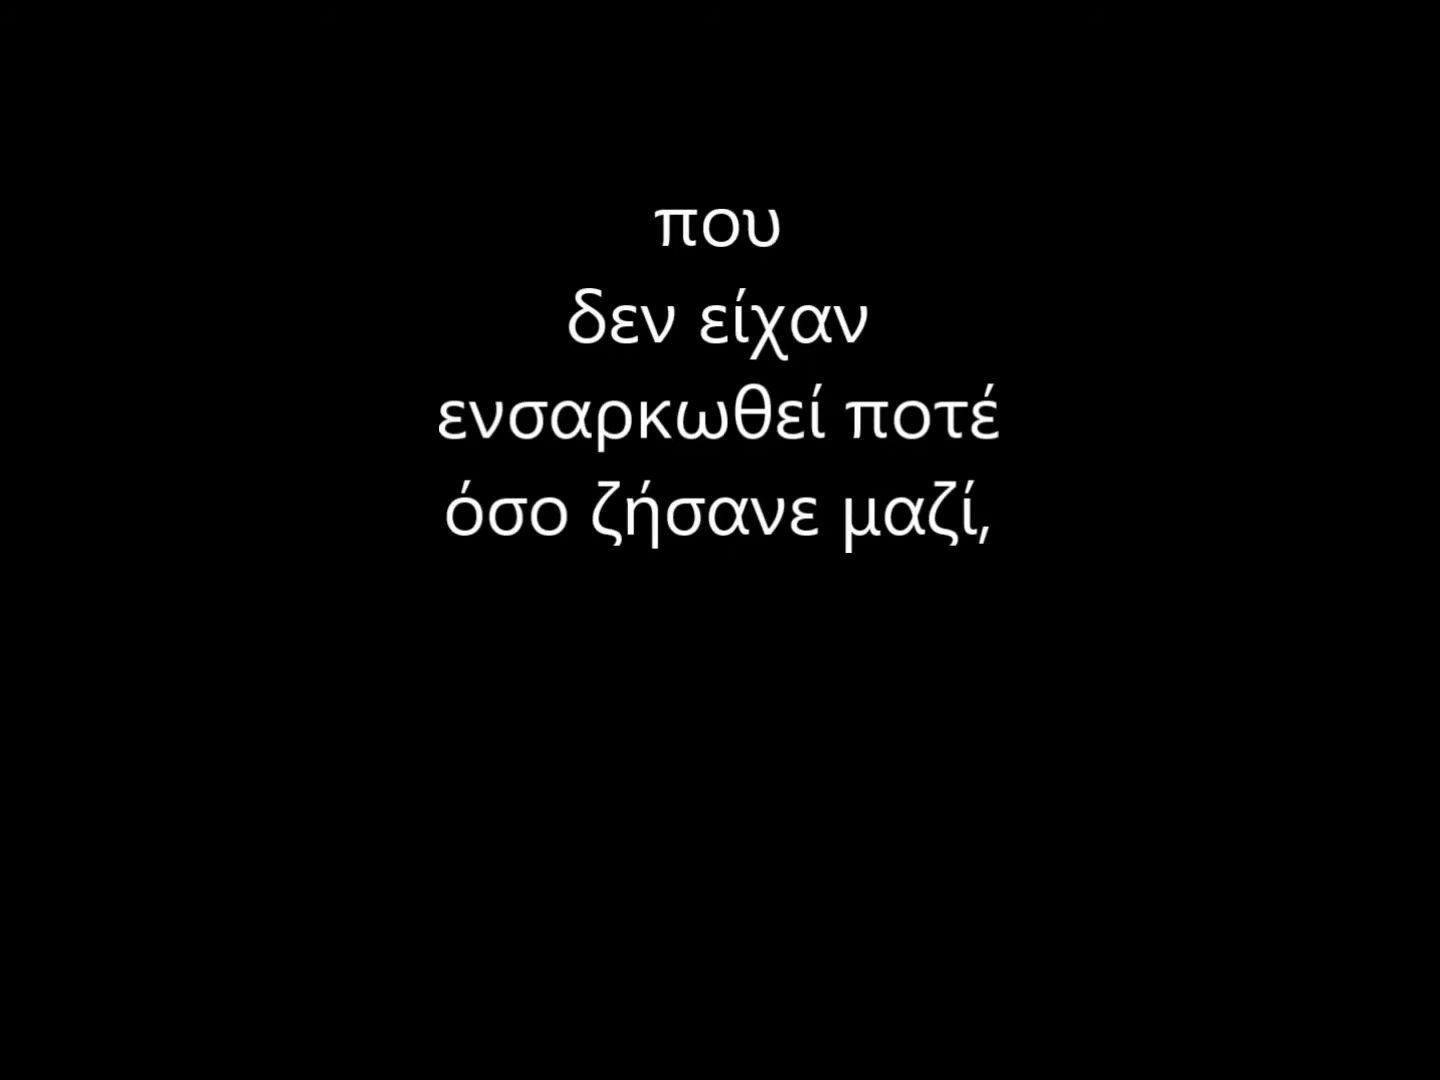 που
δεν είχαν
ενσαρκωθεί ποτέ
όσο ζήσανε μαζί,